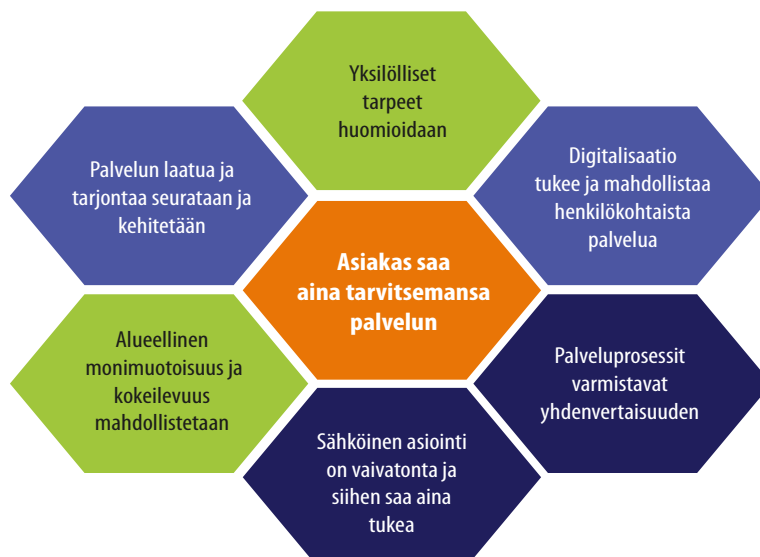 Yksilölliset
tarpeet
huomioidaan
Palvelun laatua ja
tarjontaa seurataan ja
kehitetään
Digitalisaatio
tukee ja mahdollistaa
henkilökohtaista
palvelua
Asiakas saa
aina tarvitsemansa
palvelun
Alueellinen
monimuotoisuus ja
kokeilevuus
mahdollistetaan
Palveluprosessit
varmistavat
yhdenvertaisuuden
Sähköinen asiointi
on vaivatonta ja
siihen saa aina
tukea